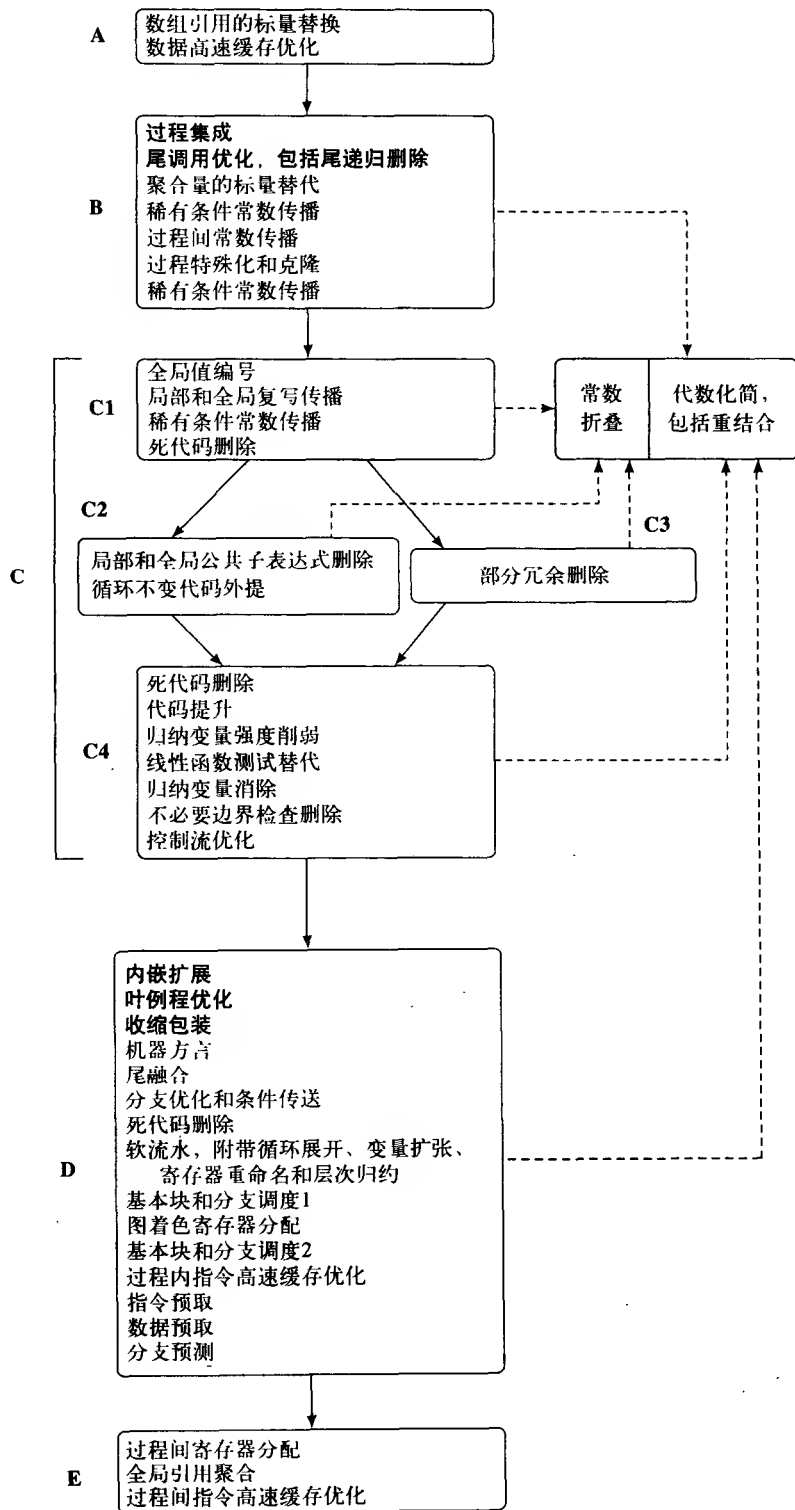 A
数组引用的标量替换
数据高速缓存优化
B
过程集成
尾调用优化，包括尾递归删除
聚合量的标量替代
稀有条件常数传播
过程间常数传播
过程特殊化和克隆
稀有条件常数传播
C
C1
全局值编号
局部和全局复写传播
稀有条件常数传播
死代码删除
常数
折叠
代数化简，
包括重结合
C2
局部和全局公共子表达式删除
循环不变代码外提
C3
部分冗余删除
C4
死代码删除
代码提升
归纳变量强度削弱
线性函数测试替代
归纳变量消除
不必要边界检查删除
控制流优化
D
内嵌扩展
叶例程优化
收缩包装
机器方言
尾融合
分支优化和条件传送
死代码删除
软流水，附带循环展开、变量扩张、
寄存器重命名和层次归约
基本块和分支调度1
图着色寄存器分配
基本块和分支调度2
过程内指令高速缓存优化
指令预取
数据预取
分支预测
E
过程间寄存器分配
全局引用聚合
过程间指令高速缓存优化